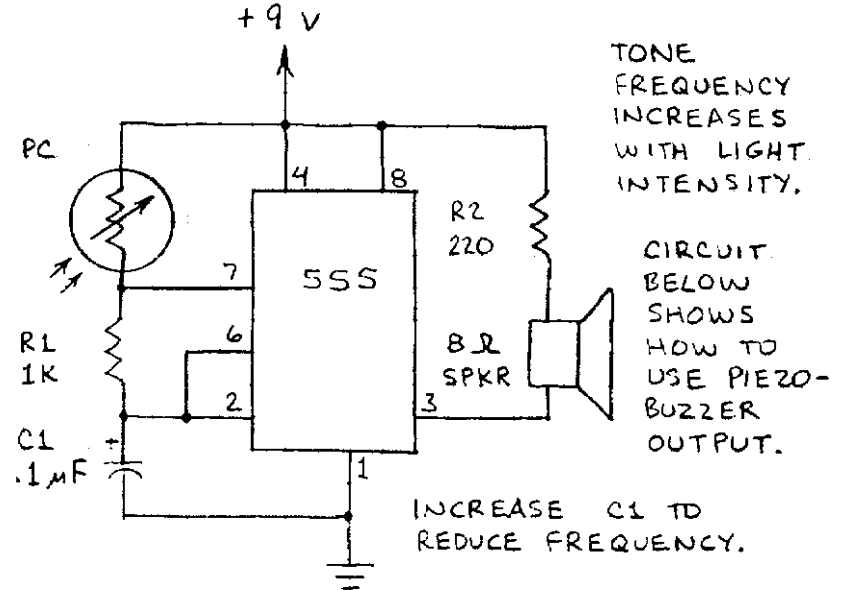 +9 V
TONE
FREQUENCY
INCREASES
WITH LIGHT
INTENSITY.
PC
4
8
R2
220
7
555
CIRCUIT
BELOW
SHOWS
HOW TO
USE PIEZO-
BUZZER
OUTPUT.
R1
1K
6
8Ω
SPKR
2
3
C1
+
.1μF
1
INCREASE C1 TO
REDUCE FREQUENCY.